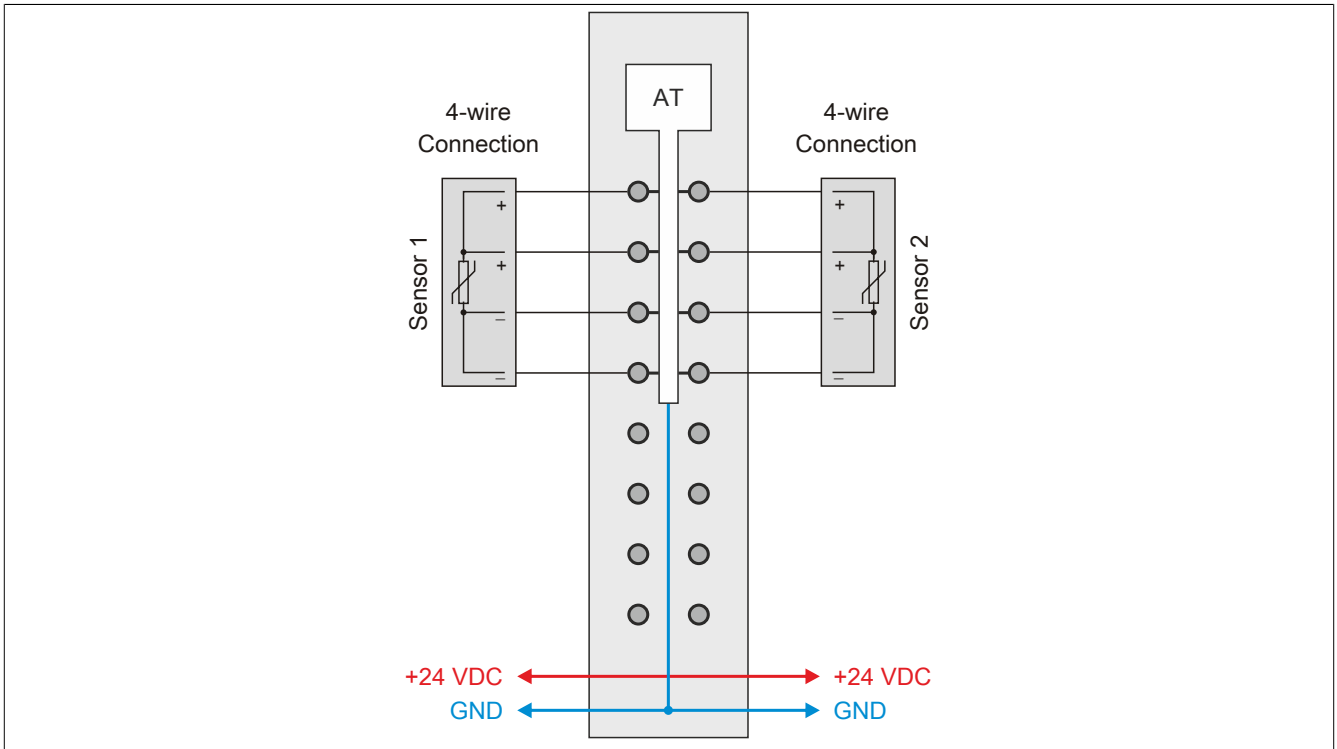 AT
4-wire
Connection
4-wire
Connection
Sensor 1
+
+
–
–
+
+
–
–
Sensor 2
+24 VDC
+24 VDC
GND
GND